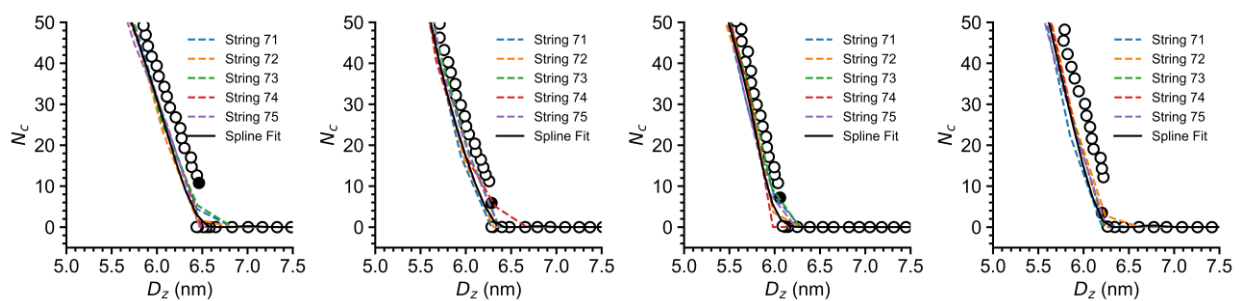 50
40
30
20
10
0
N_c
5.0 5.5 6.0 6.5 7.0 7.5
D_z (nm)
String 71
String 72
String 73
String 74
String 75
Spline Fit
50
40
30
20
10
0
N_c
5.0 5.5 6.0 6.5 7.0 7.5
D_z (nm)
String 71
String 72
String 73
String 74
String 75
Spline Fit
50
40
30
20
10
0
N_c
5.0 5.5 6.0 6.5 7.0 7.5
D_z (nm)
String 71
String 72
String 73
String 74
String 75
Spline Fit
50
40
30
20
10
0
N_c
5.0 5.5 6.0 6.5 7.0 7.5
D_z (nm)
String 71
String 72
String 73
String 74
String 75
Spline Fit